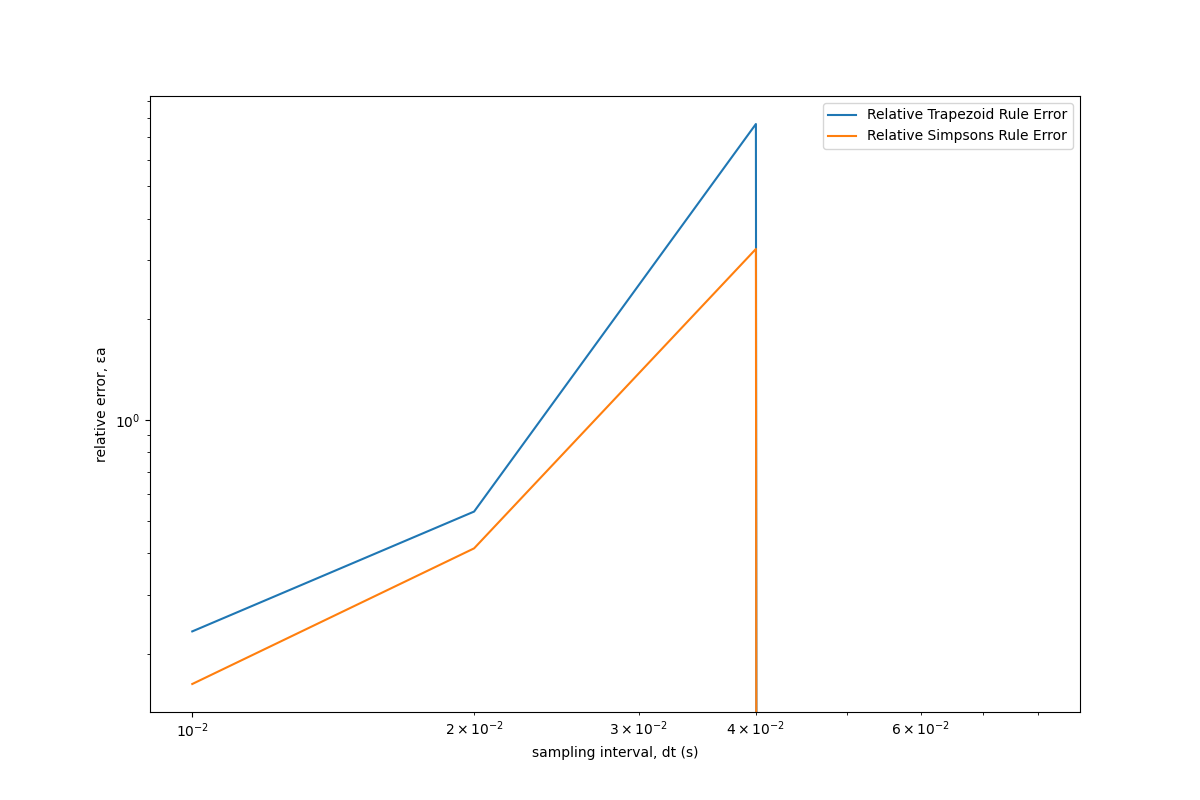 Relative Trapezoid Rule Error
Relative Simpsons Rule Error
relative error, εa
10⁰
10⁻²
2 × 10⁻²
3 × 10⁻²
4 × 10⁻²
6 × 10⁻²
sampling interval, dt (s)